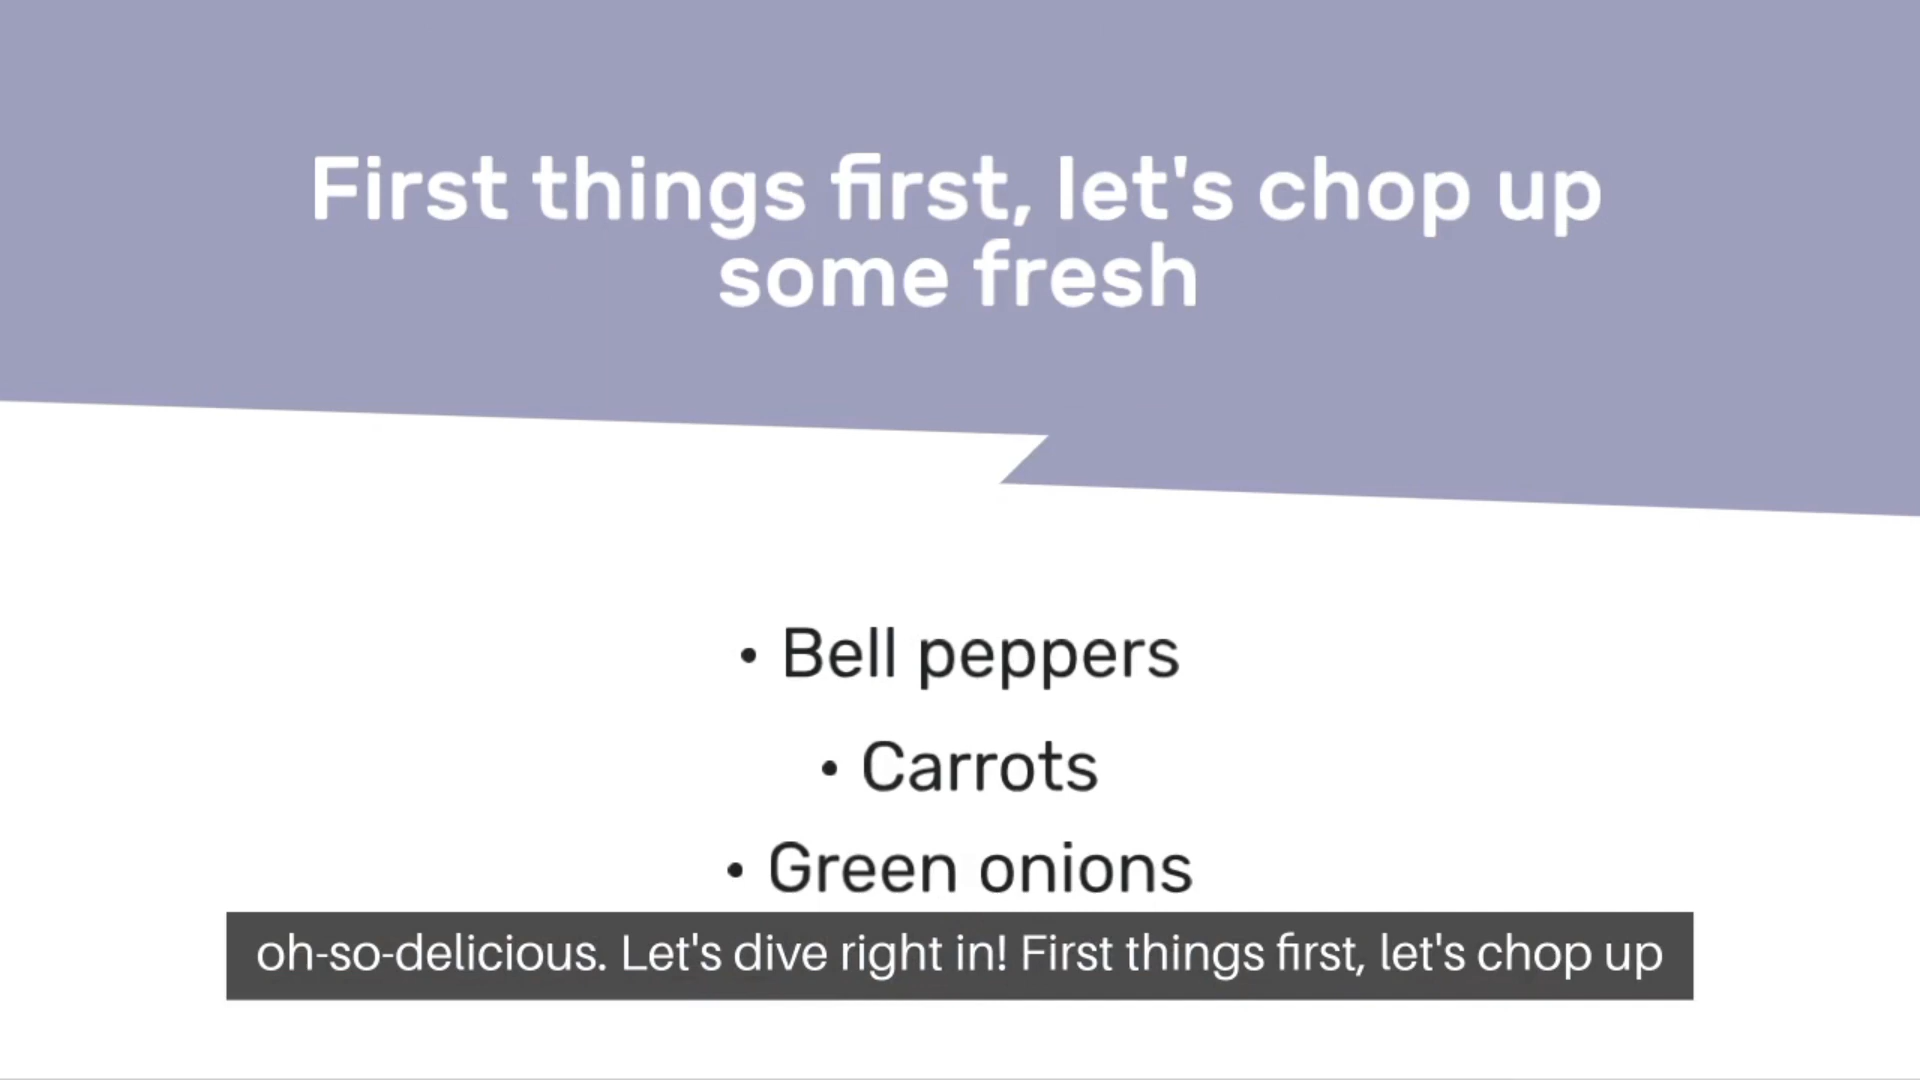 First things first, let's chop up
some fresh
• Bell peppers
• Carrots
• Green onions
oh-so-delicious. Let's dive right in! First things first, let's chop up